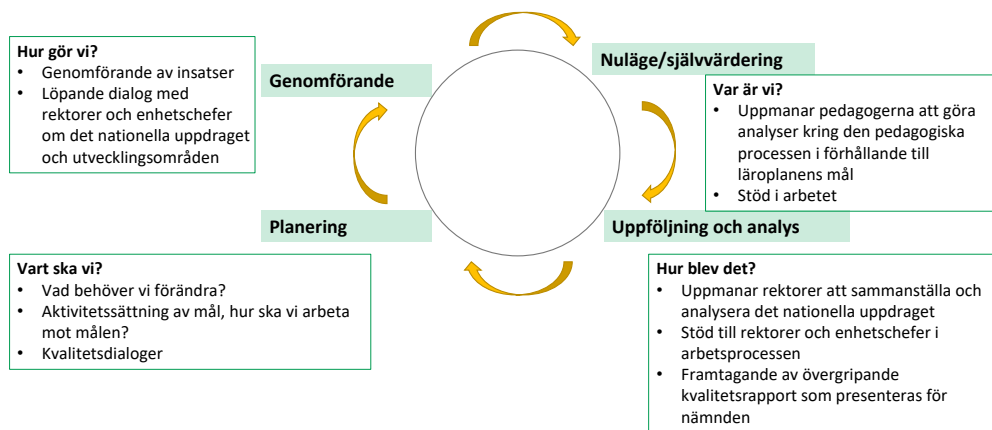 Hur gör vi?
• Genomförande av insatser
• Löpande dialog med
rektorer och enhetschefer
om det nationella uppdraget
och utvecklingsområden
Genomförande
Nuläge/självvärdering
Var är vi?
• Uppmanar pedagogerna att göra
analyser kring den pedagogiska
processen i förhållande till
läroplanens mål
• Stöd i arbetet
Planering
Uppföljning och analys
Vart ska vi?
• Vad behöver vi förändra?
• Aktivitetssättning av mål, hur ska vi arbeta
mot målen?
• Kvalitetsdialoger
Hur blev det?
• Uppmanar rektorer att sammanställa och
analysera det nationella uppdraget
• Stöd till rektorer och enhetschefer i
arbetsprocessen
• Framtagande av övergripande
kvalitetsrapport som presenteras för
nämnden